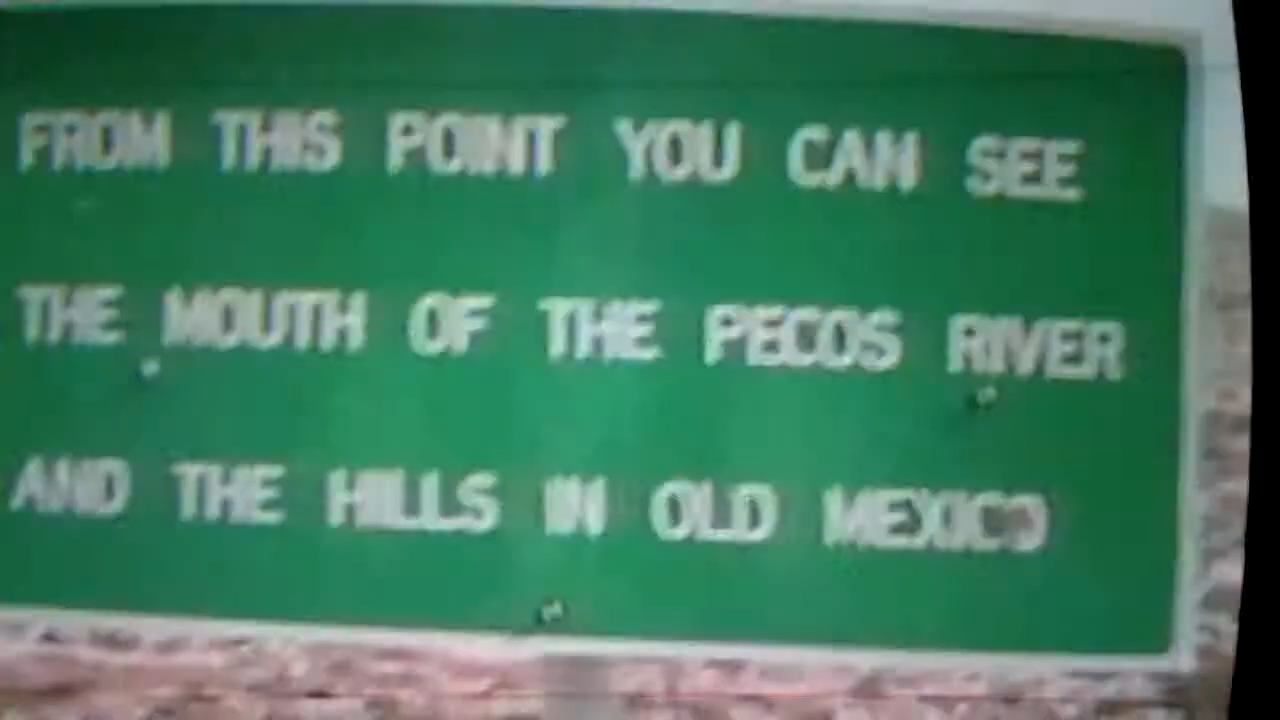 FROM THIS POINT YOU CAN SEE
THE MOUTH OF THE PECOS RIVER
AND THE HILLS IN OLD MEXICO